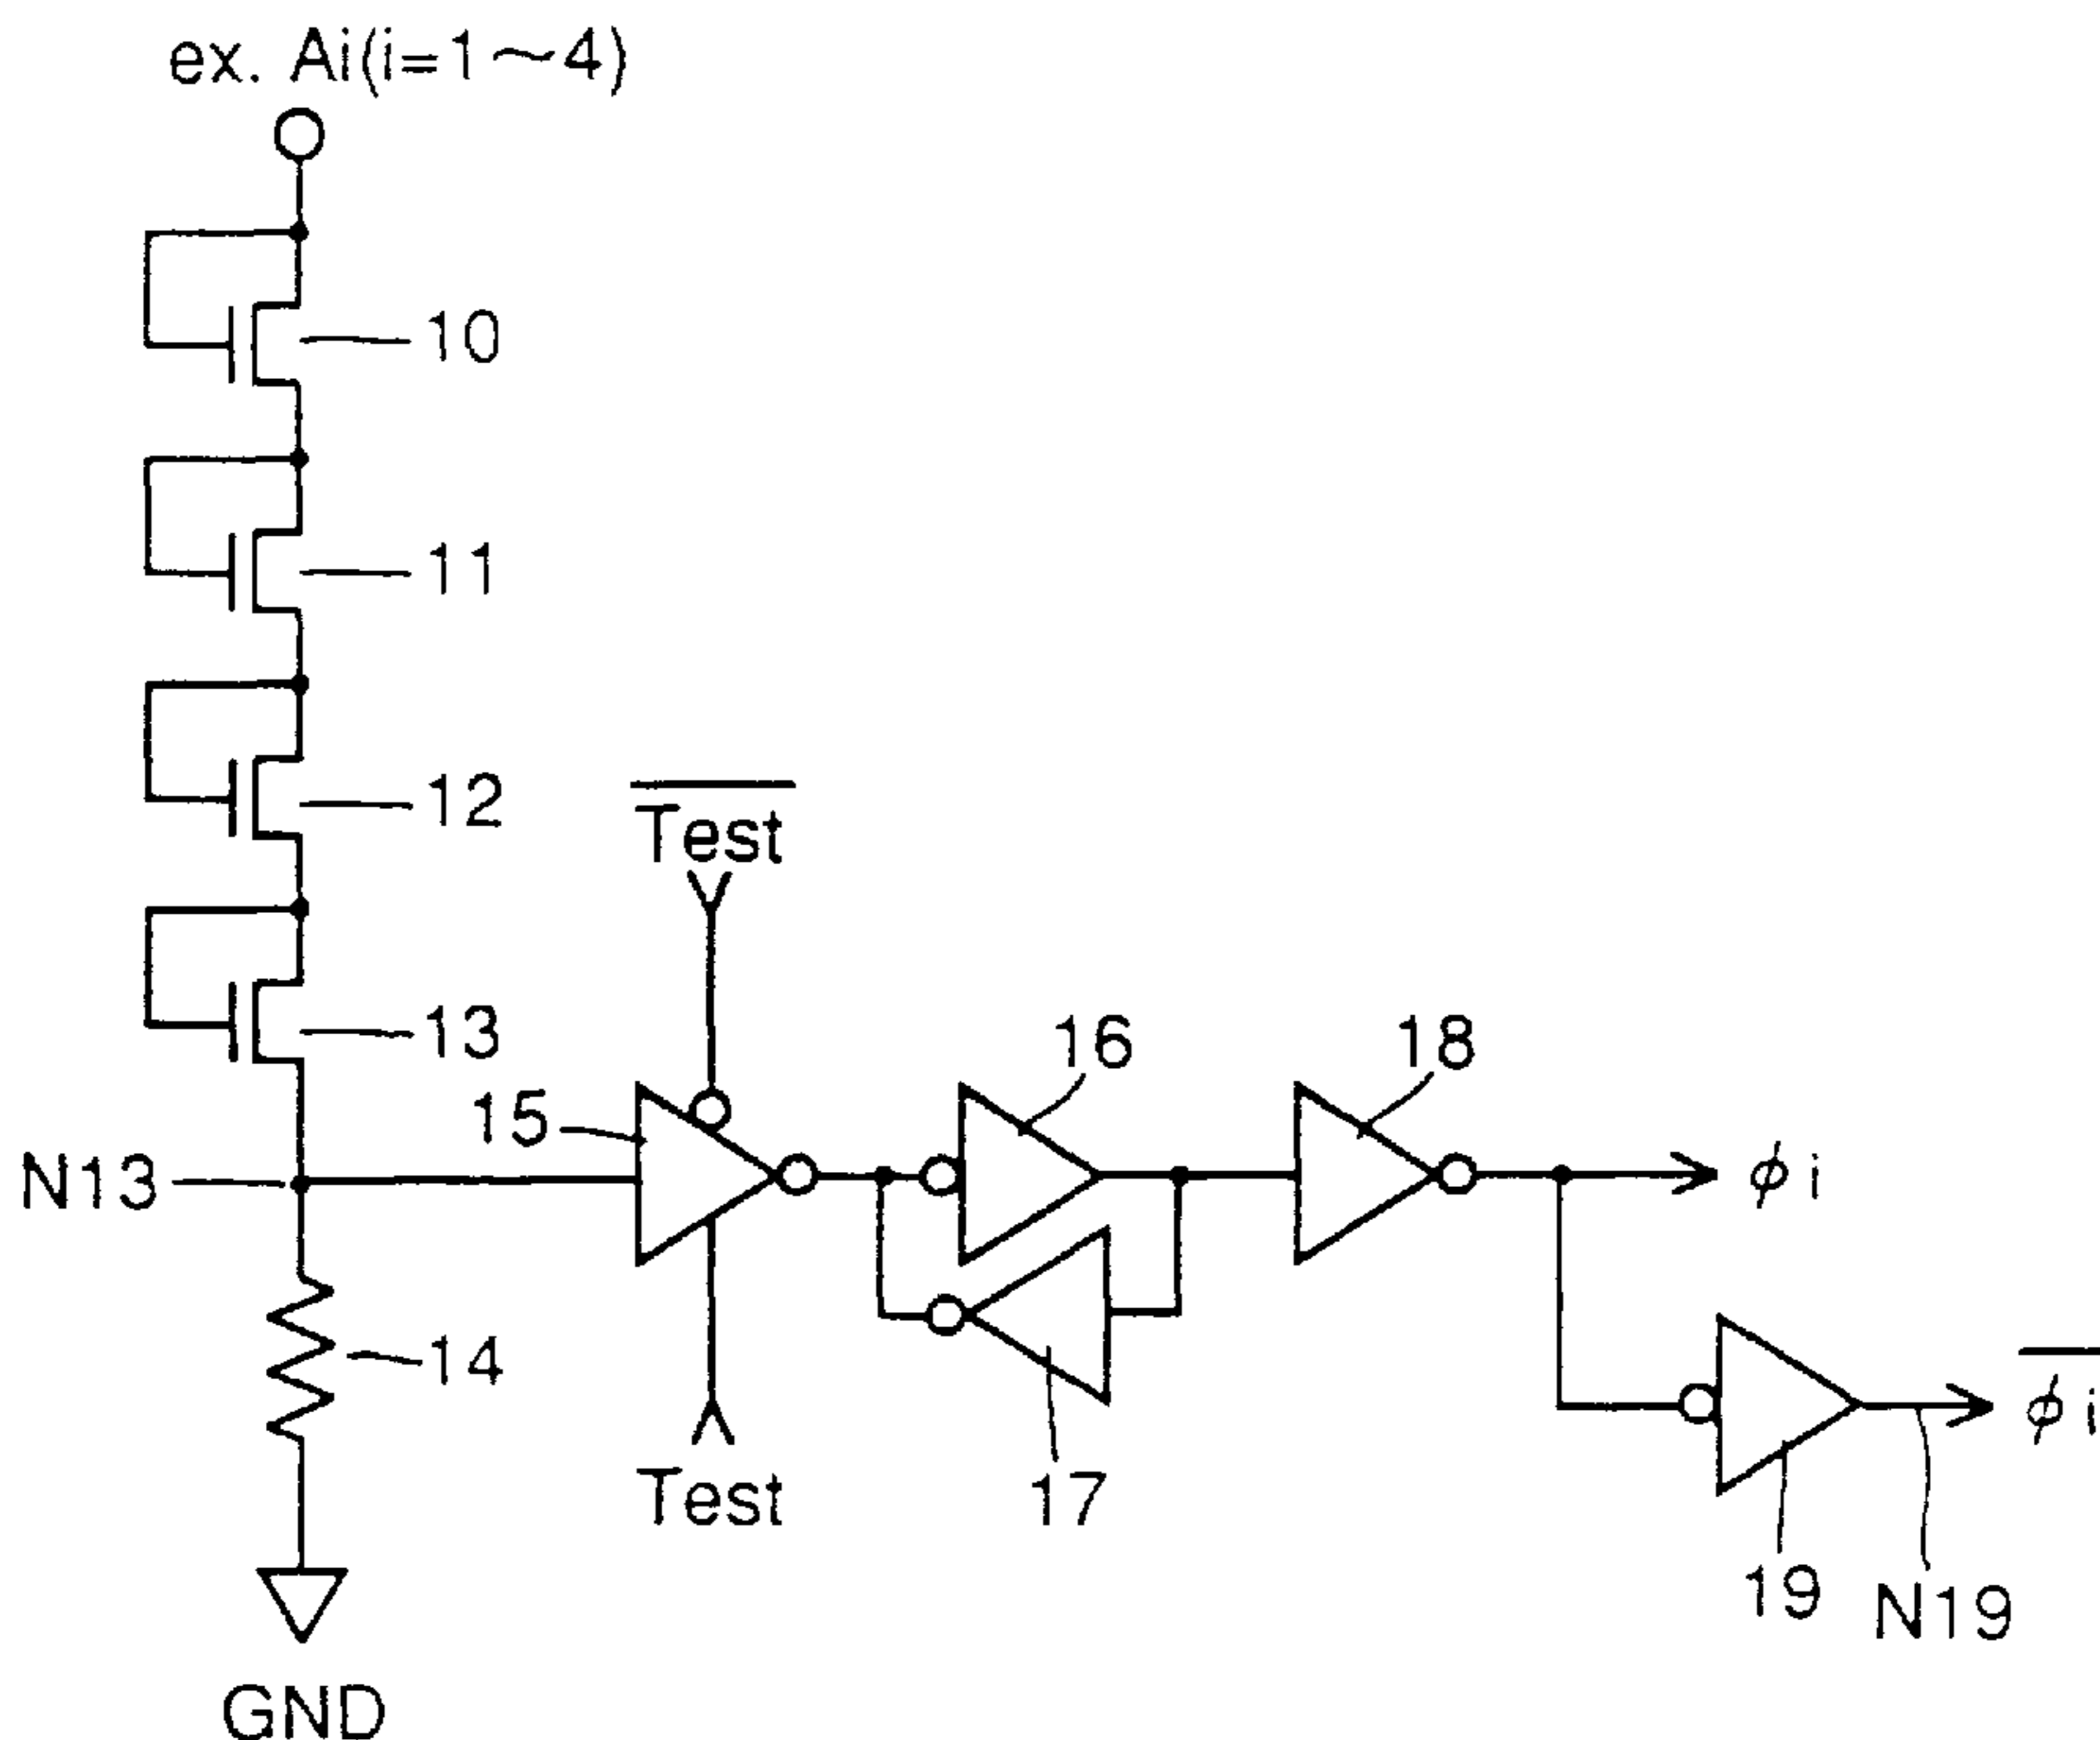 ex. Ai(i=1~4)
10
11
12
Test
13
16
18
15
N13
ϕi
14
ϕi
Test
17
19
N19
GND